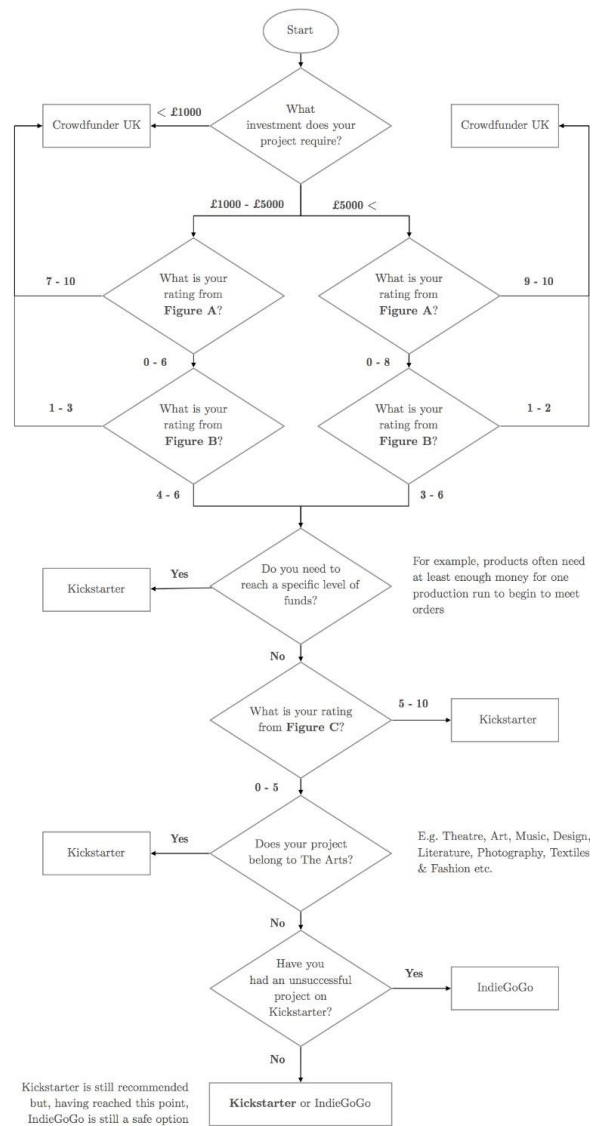 Start
What
investment does your
project require?
< £1000
Crowdfunder UK
Crowdfunder UK
£1000 - £5000
£5000 <
7 - 10
What is your
rating from
Figure A?
What is your
rating from
Figure A?
9 - 10
0 - 6
0 - 8
1 - 3
What is your
rating from
Figure B?
What is your
rating from
Figure B?
1 - 2
4 - 6
3 - 6
Do you need to
reach a specific level of
funds?
Yes
Kickstarter
For example, products often need
at least enough money for one
production run to begin to meet
orders
No
What is your rating
from Figure C?
5 - 10
Kickstarter
0 - 5
Does your project
belong to The Arts?
Yes
Kickstarter
E.g. Theatre, Art, Music, Design,
Literature, Photography, Textiles
& Fashion etc.
No
Have you
had an unsuccessful
project on
Kickstarter?
Yes
IndieGoGo
No
Kickstarter is still recommended
but, having reached this point,
IndieGoGo is still a safe option
Kickstarter or IndieGoGo